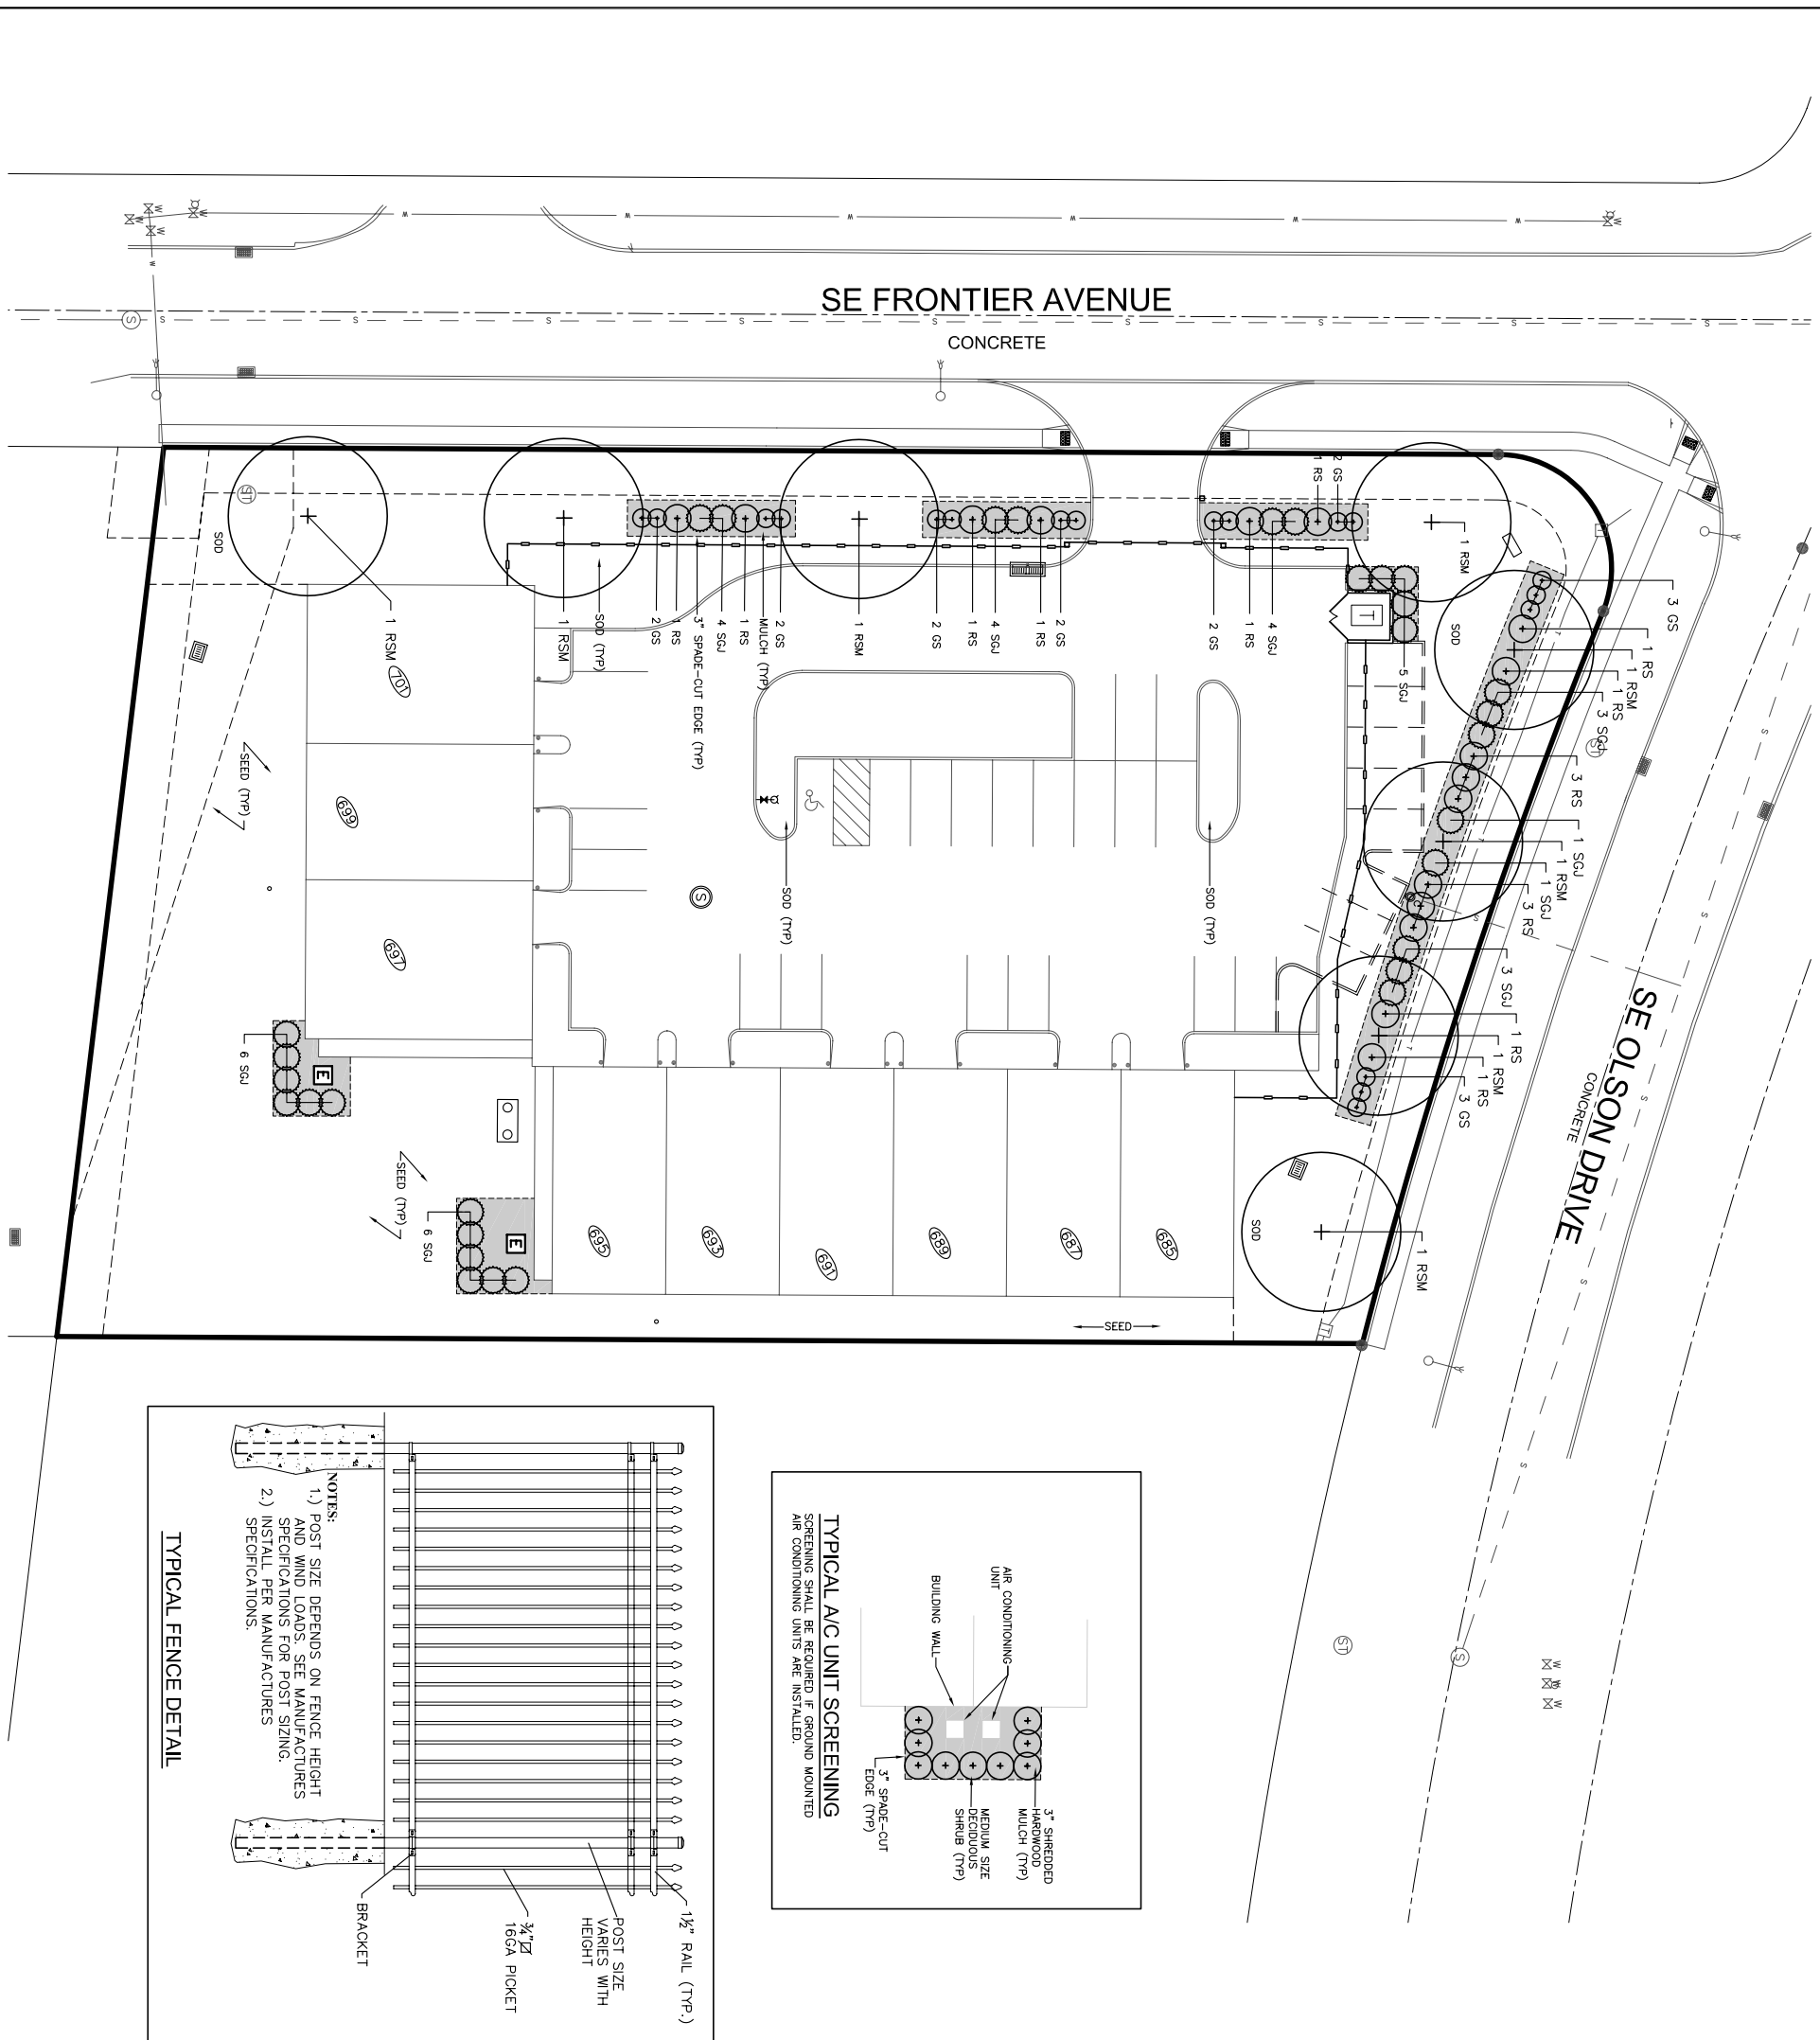 SE FRONTIER AVENUE
CONCRETE
SE OLSON DRIVE
CONCRETE
W
W
W
W
W
W
W
W
W
W
W
W
S
S
S
S
S
S
S
S
S
S
ST
SOD
1 RSM
1 RSM
SOD (TYP)
2 GS
1 RS
3" SPADE-CUT EDGE (TYP)
4 SGJ
1 RS
MULCH (TYP)
2 GS
1 RSM
2 GS
1 RS
4 SGJ
1 RS
2 GS
2 GS
1 RS
4 SGJ
1 RS
2 GS
1 RSM
T
5 SGJ
SOD
3 GS
1 RS
1 RSM
1 RS
3 SGJ
ST
3 RS
1 SGJ
1 RSM
1 SGJ
3 RS
3 SGJ
1 RS
1 RSM
1 RS
3 GS
SOD
1 RSM
T
T
T
S
S
S
S
S
S
S
S
ST
W
W
W
701
699
697
695
693
691
689
687
685
SEED (TYP)
SOD (TYP)
SOD (TYP)
S
6 SGJ
E
SEED (TYP)
6 SGJ
E
SEED
AIR CONDITIONING
UNIT
BUILDING WALL
3" SHREDDED
HARDWOOD
MULCH (TYP)
MEDIUM SIZE
DECIDUOUS
SHRUB (TYP)
3" SPADE-CUT
EDGE (TYP)
TYPICAL A/C UNIT SCREENING
SCREENING SHALL BE REQUIRED IF GROUND MOUNTED
AIR CONDITIONING UNITS ARE INSTALLED.
1½" RAIL (TYP.)
POST SIZE
VARIES WITH
HEIGHT
¾"
16GA PICKET
BRACKET
NOTES:
1.) POST SIZE DEPENDS ON FENCE HEIGHT
AND WIND LOADS. SEE MANUFACTURES
SPECIFICATIONS FOR POST SIZING.
2.) INSTALL PER MANUFACTURES
SPECIFICATIONS.
TYPICAL FENCE DETAIL